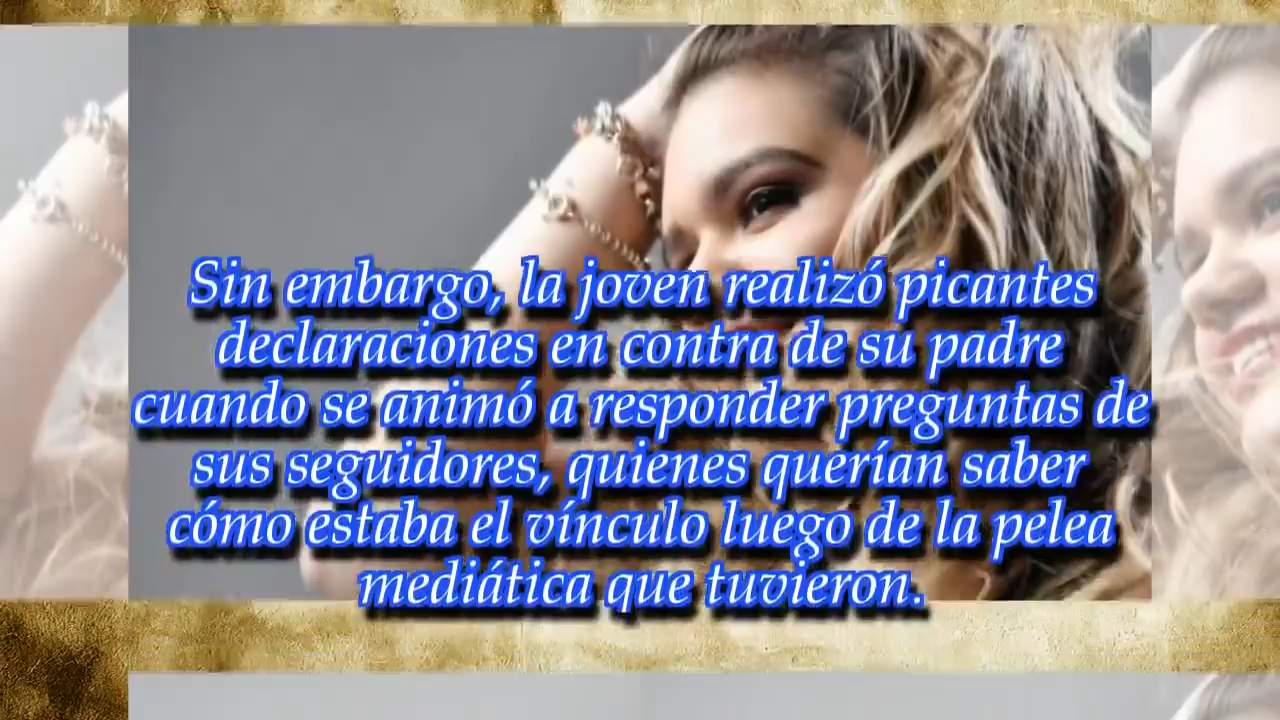 Sin embargo, la joven realizó picantes
declaraciones en contra de su padre
cuando se animó a responder preguntas de
sus seguidores, quienes querían saber
cómo estaba el vínculo luego de la pelea
mediática que tuvieron.